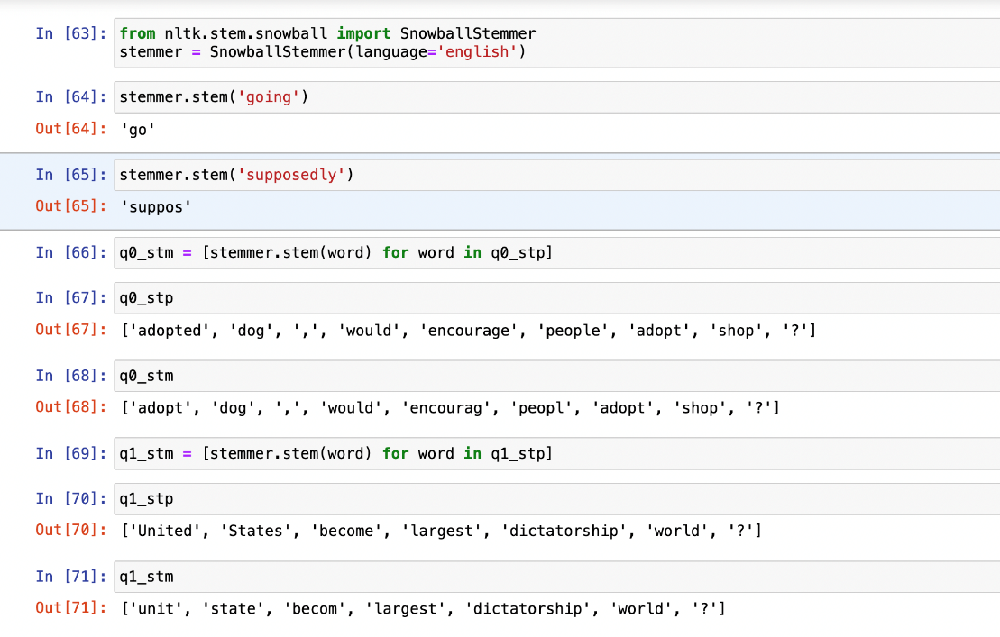 In [63]: from nltk.stem.snowball import SnowballStemmer
stemmer = SnowballStemmer(language='english')
In [64]: stemmer.stem('going')
Out[64]: 'go'
In [65]: stemmer.stem('supposedly')
Out[65]: 'suppos'
In [66]: q0_stm = [stemmer.stem(word) for word in q0_stp]
In [67]: q0_stp
Out[67]: ['adopted', 'dog', ',', 'would', 'encourage', 'people', 'adopt', 'shop', '?']
In [68]: q0_stm
Out[68]: ['adopt', 'dog', ',', 'would', 'encourag', 'peopl', 'adopt', 'shop', '?']
In [69]: q1_stm = [stemmer.stem(word) for word in q1_stp]
In [70]: q1_stp
Out[70]: ['United', 'States', 'become', 'largest', 'dictatorship', 'world', '?']
In [71]: q1_stm
Out[71]: ['unit', 'state', 'becom', 'largest', 'dictatorship', 'world', '?']